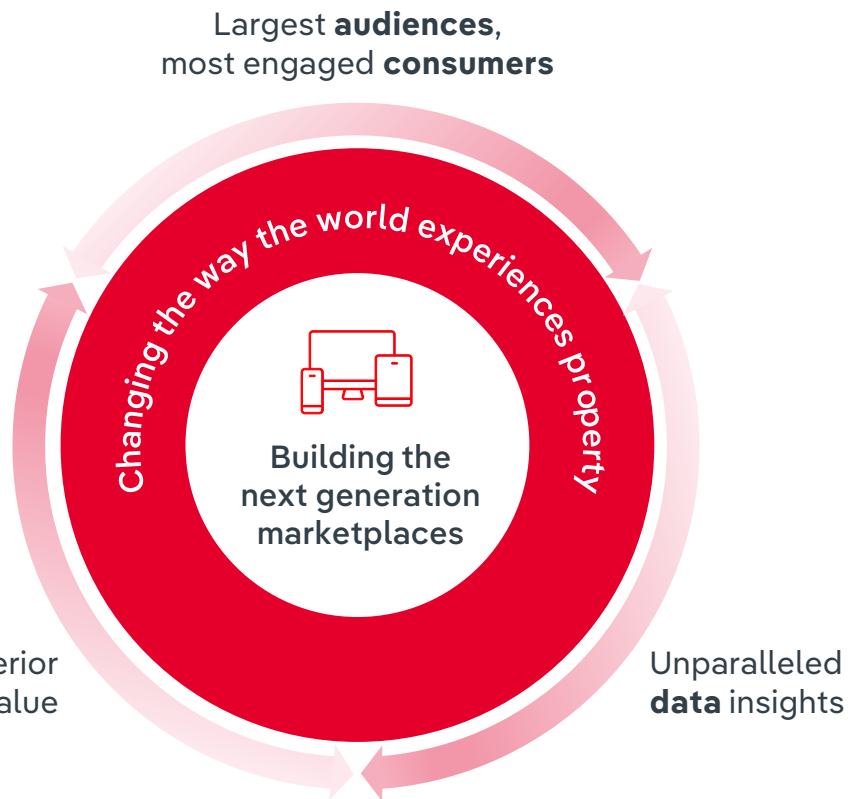 Largest audiences,
most engaged consumers
Changing the way the world experiences property
Building the
next generation
marketplaces
Unparalleled
data insights